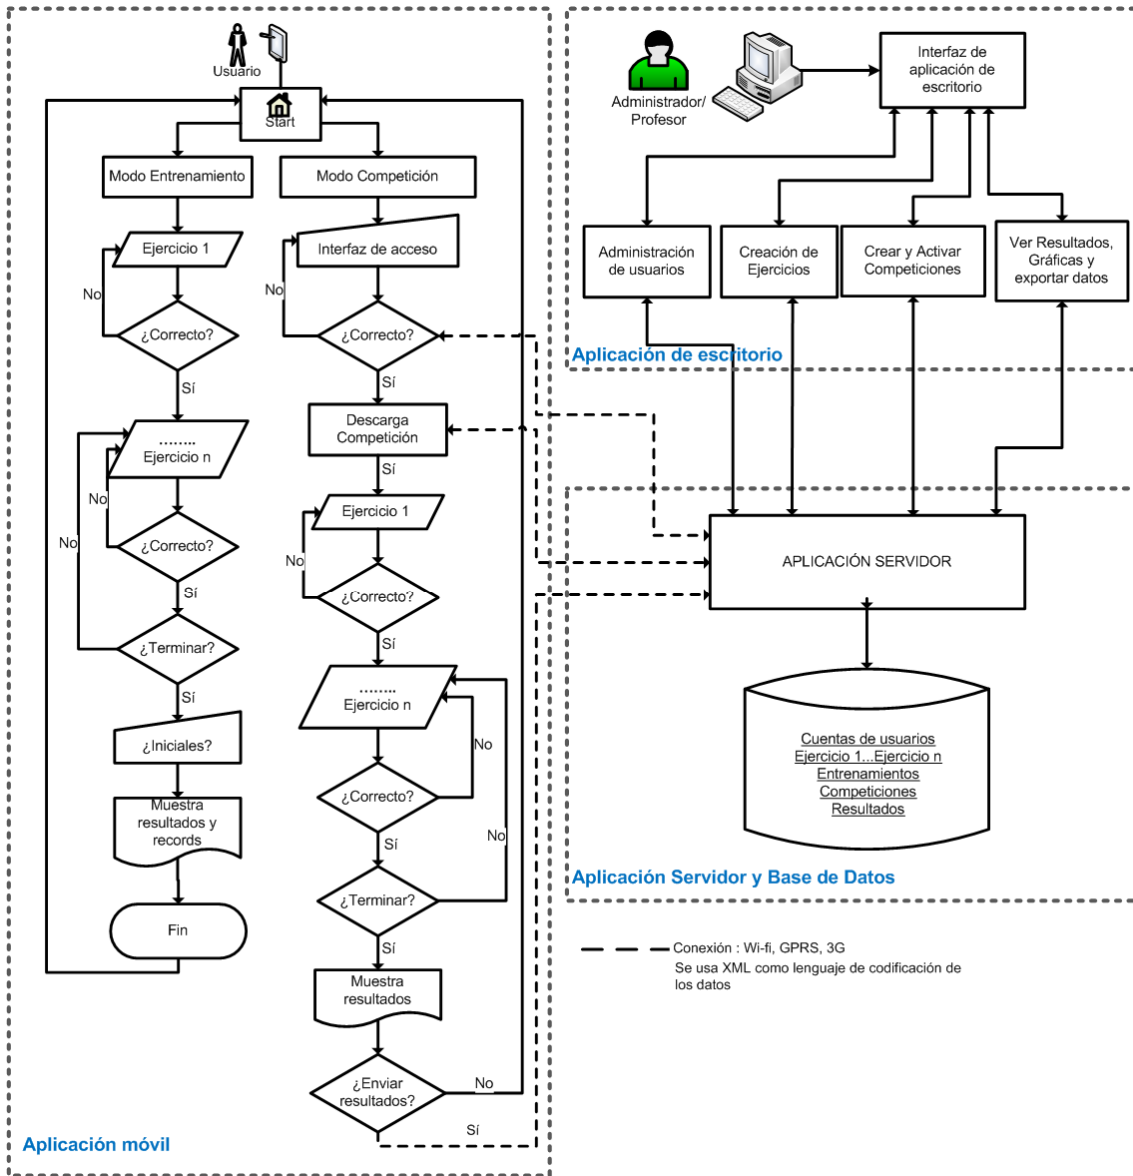 Usuario
Start
Modo Entrenamiento
Modo Competición
Ejercicio 1
Interfaz de acceso
No
No
¿Correcto?
¿Correcto?
Sí
Sí
Descarga
Competición
........
Ejercicio n
Sí
No
Ejercicio 1
No
¿Correcto?
No
¿Correcto?
Sí
Sí
¿Terminar?
........
Ejercicio n
Sí
¿Iniciales?
No
¿Correcto?
Muestra
resultados y
records
No
Sí
¿Terminar?
Fin
Sí
Muestra
resultados
¿Enviar
resultados?
No
Sí
Aplicación móvil
Administrador/
Profesor
Interfaz de
aplicación de
escritorio
Administración
de usuarios
Creación de
Ejercicios
Crear y Activar
Competiciones
Ver Resultados,
Gráficas y
exportar datos
Aplicación de escritorio
APLICACIÓN SERVIDOR
Cuentas de usuarios
Ejercicio 1...Ejercicio n
Entrenamientos
Competiciones
Resultados
Aplicación Servidor y Base de Datos
Conexión : Wi-fi, GPRS, 3G
Se usa XML como lenguaje de codificación de
los datos